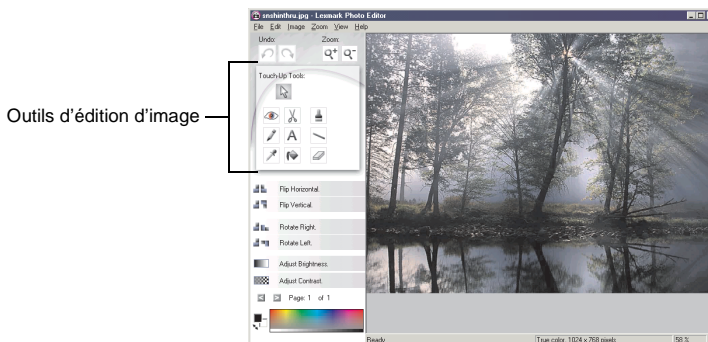 snshinthru.jpg - Lexmark Photo Editor
File Edit Image Zoom View Help
Undo: Zoom:
Touch-Up Tools:
A
Outils d’édition d’image
Flip Horizontal.
Flip Vertical.
Rotate Right.
Rotate Left.
Adjust Brightness.
Adjust Contrast.
Page: 1 of 1
Ready True color, 1024 x 768 pixels 58 %